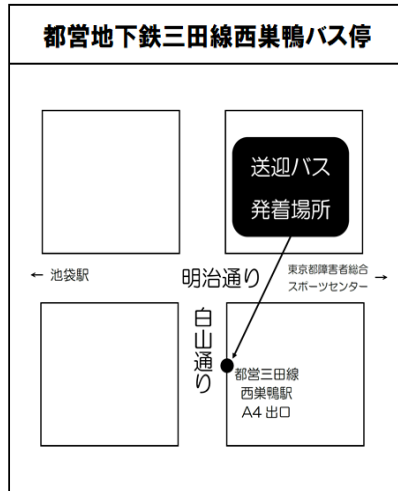 都営地下鉄三田線西巣鴨バス停
送迎バス
発着場所
← 池袋駅
明治通り
東京都障害者総合
スポーツセンター →
白山通り
都営三田線
西巣鴨駅
A4 出口